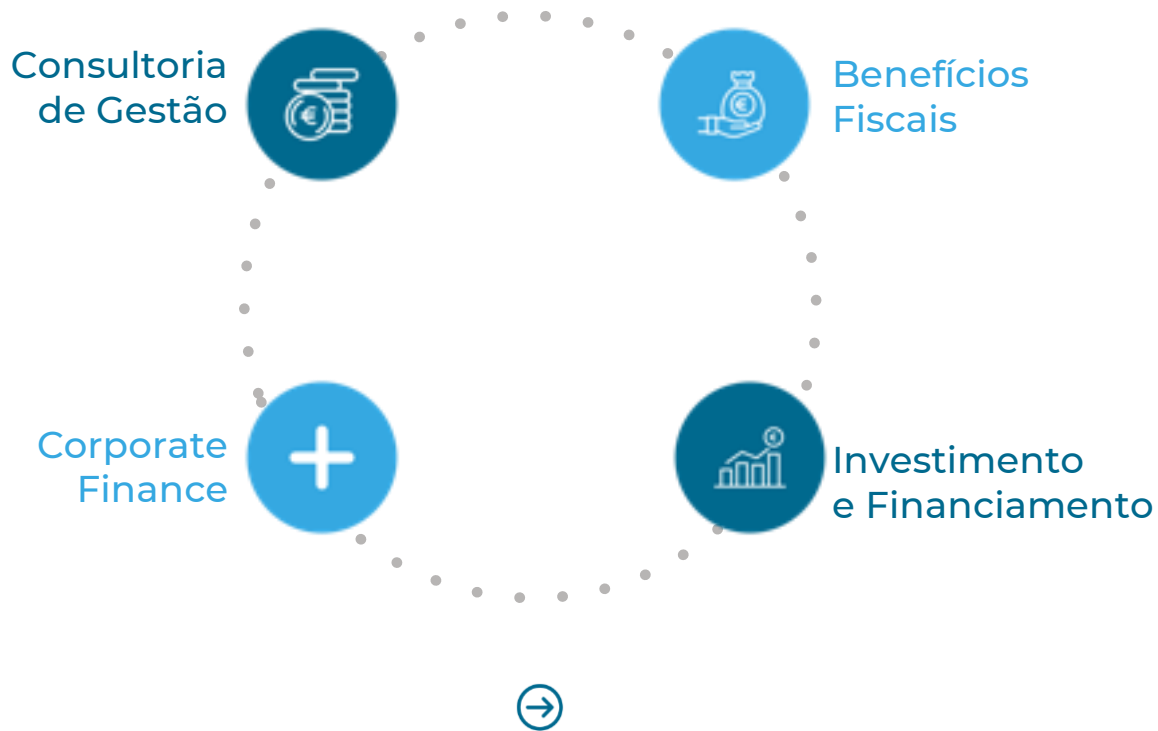 Consultoria
de Gestão
Benefícios
Fiscais
Corporate
Finance
Investimento
e Financiamento